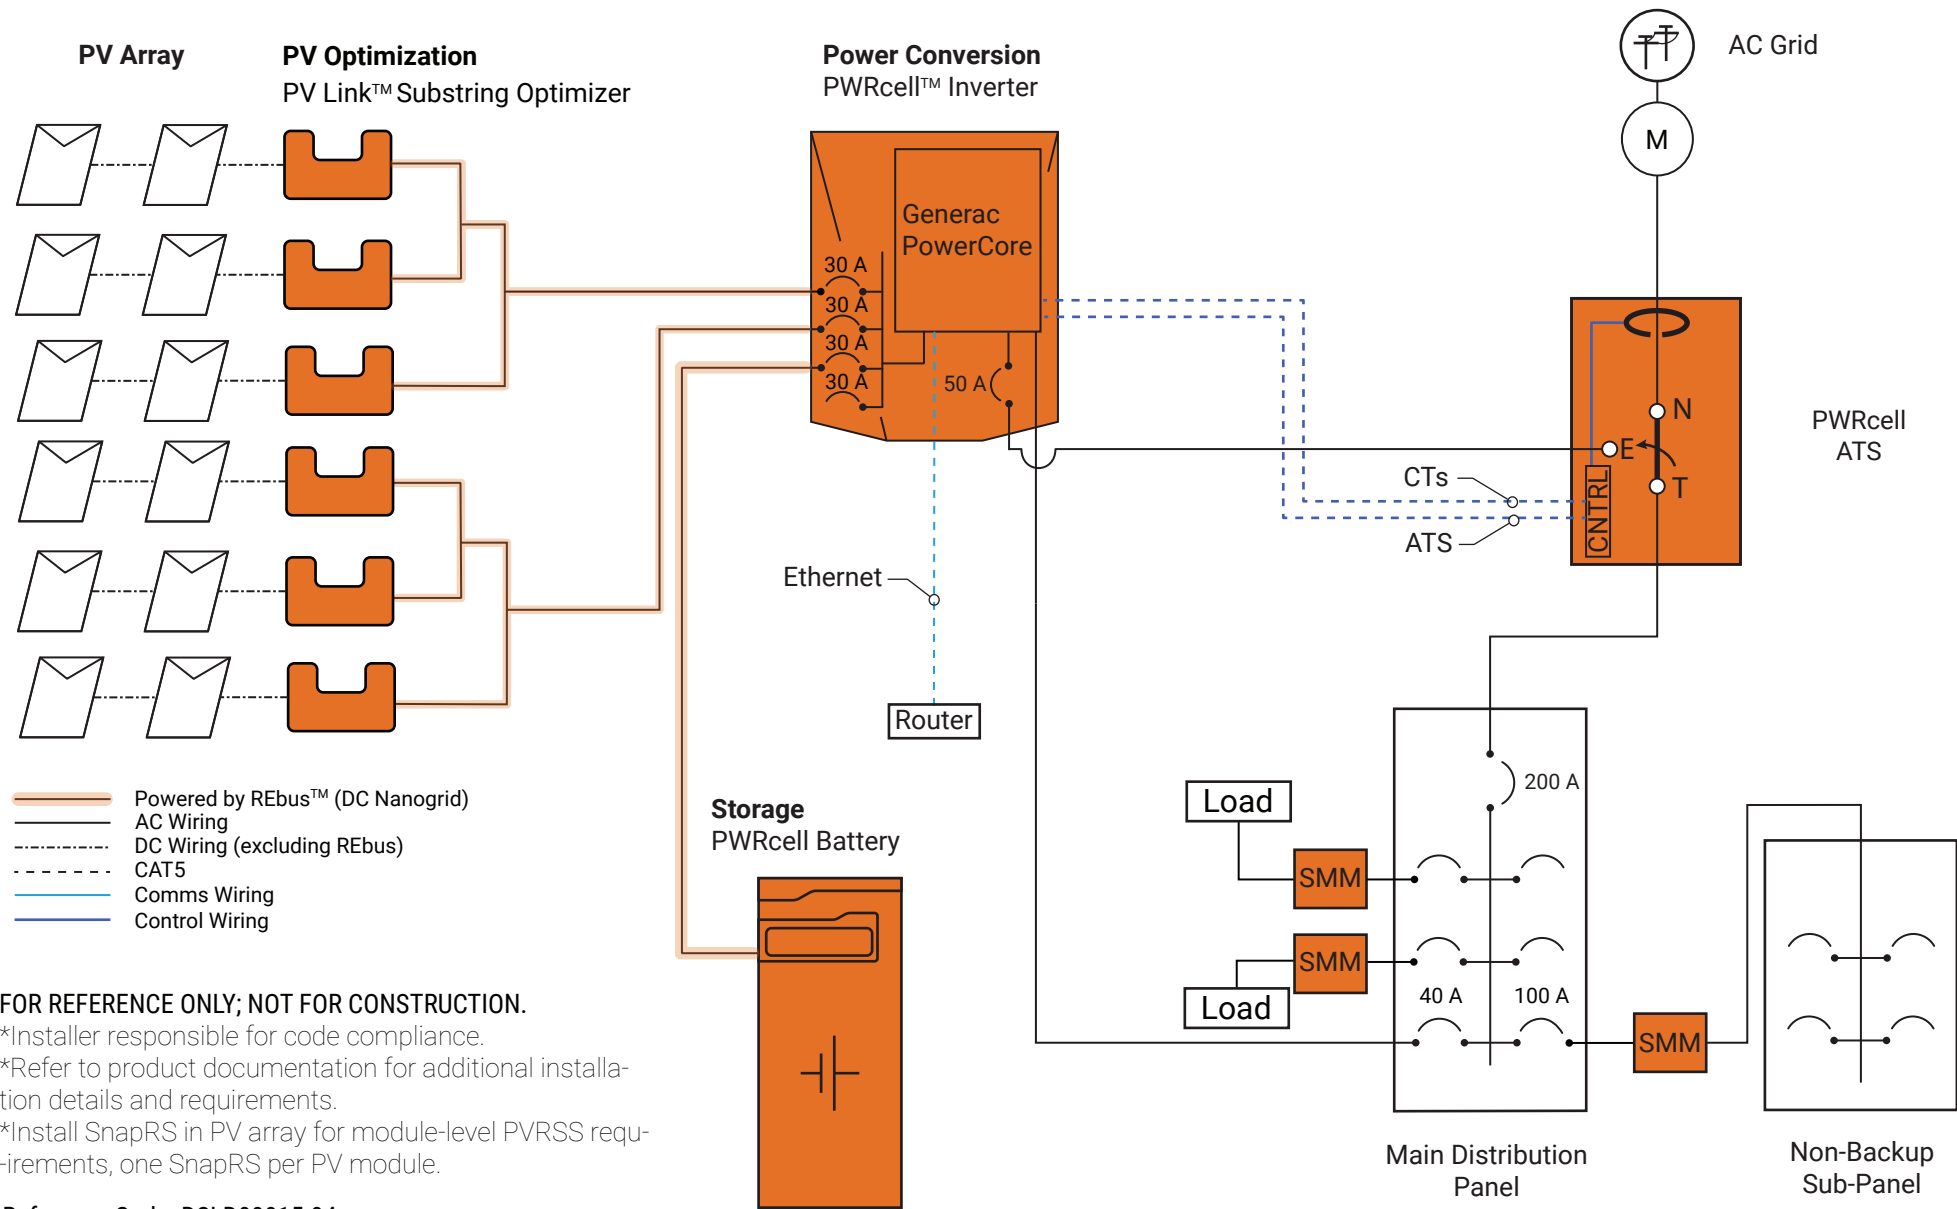 PV Array
PV Optimization
PV Link™ Substring Optimizer
Power Conversion
PWRcell™ Inverter
AC Grid
M
Generac
PowerCore
30 A
30 A
30 A
30 A
50 A
N
E
T
CNTRL
PWRcell
ATS
CTs
ATS
Ethernet
Router
Powered by REbus™ (DC Nanogrid)
AC Wiring
DC Wiring (excluding REbus)
CAT5
Comms Wiring
Control Wiring
Storage
PWRcell Battery
200 A
Load
SMM
SMM
Load
40 A
100 A
SMM
Main Distribution
Panel
Non-Backup
Sub-Panel
FOR REFERENCE ONLY; NOT FOR CONSTRUCTION.
*Installer responsible for code compliance.
*Refer to product documentation for additional installa-
tion details and requirements.
*Install SnapRS in PV array for module-level PVRSS requ-
-irements, one SnapRS per PV module.